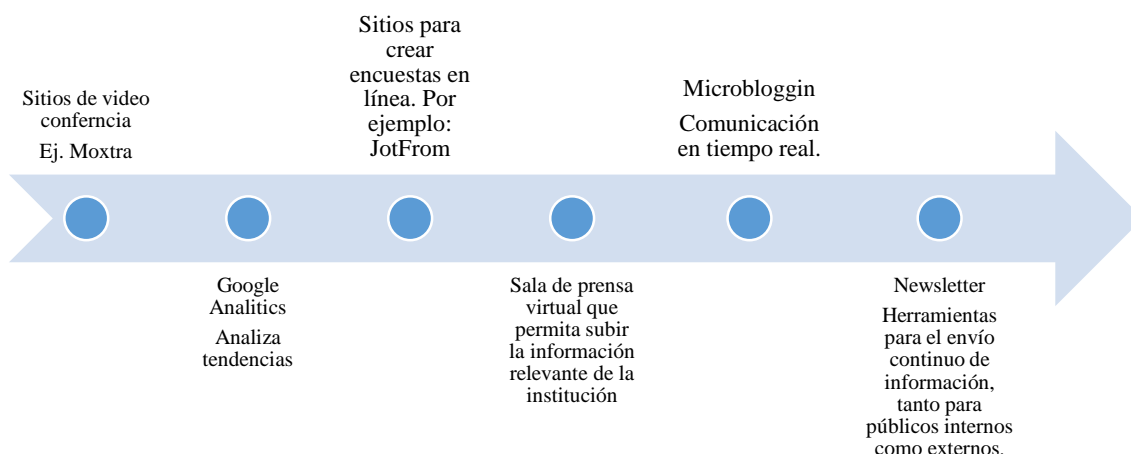 Sitios de video
conferncia
Ej. Moxtra
Google
Analitics
Analiza
tendencias
Sitios para
crear
encuestas en
línea. Por
ejemplo:
JotFrom
Sala de prensa
virtual que
permita subir
la información
relevante de la
institución
Microbloggin
Comunicación
en tiempo real.
Newsletter
Herramientas
para el envío
continuo de
información,
tanto para
públicos internos
como externos.